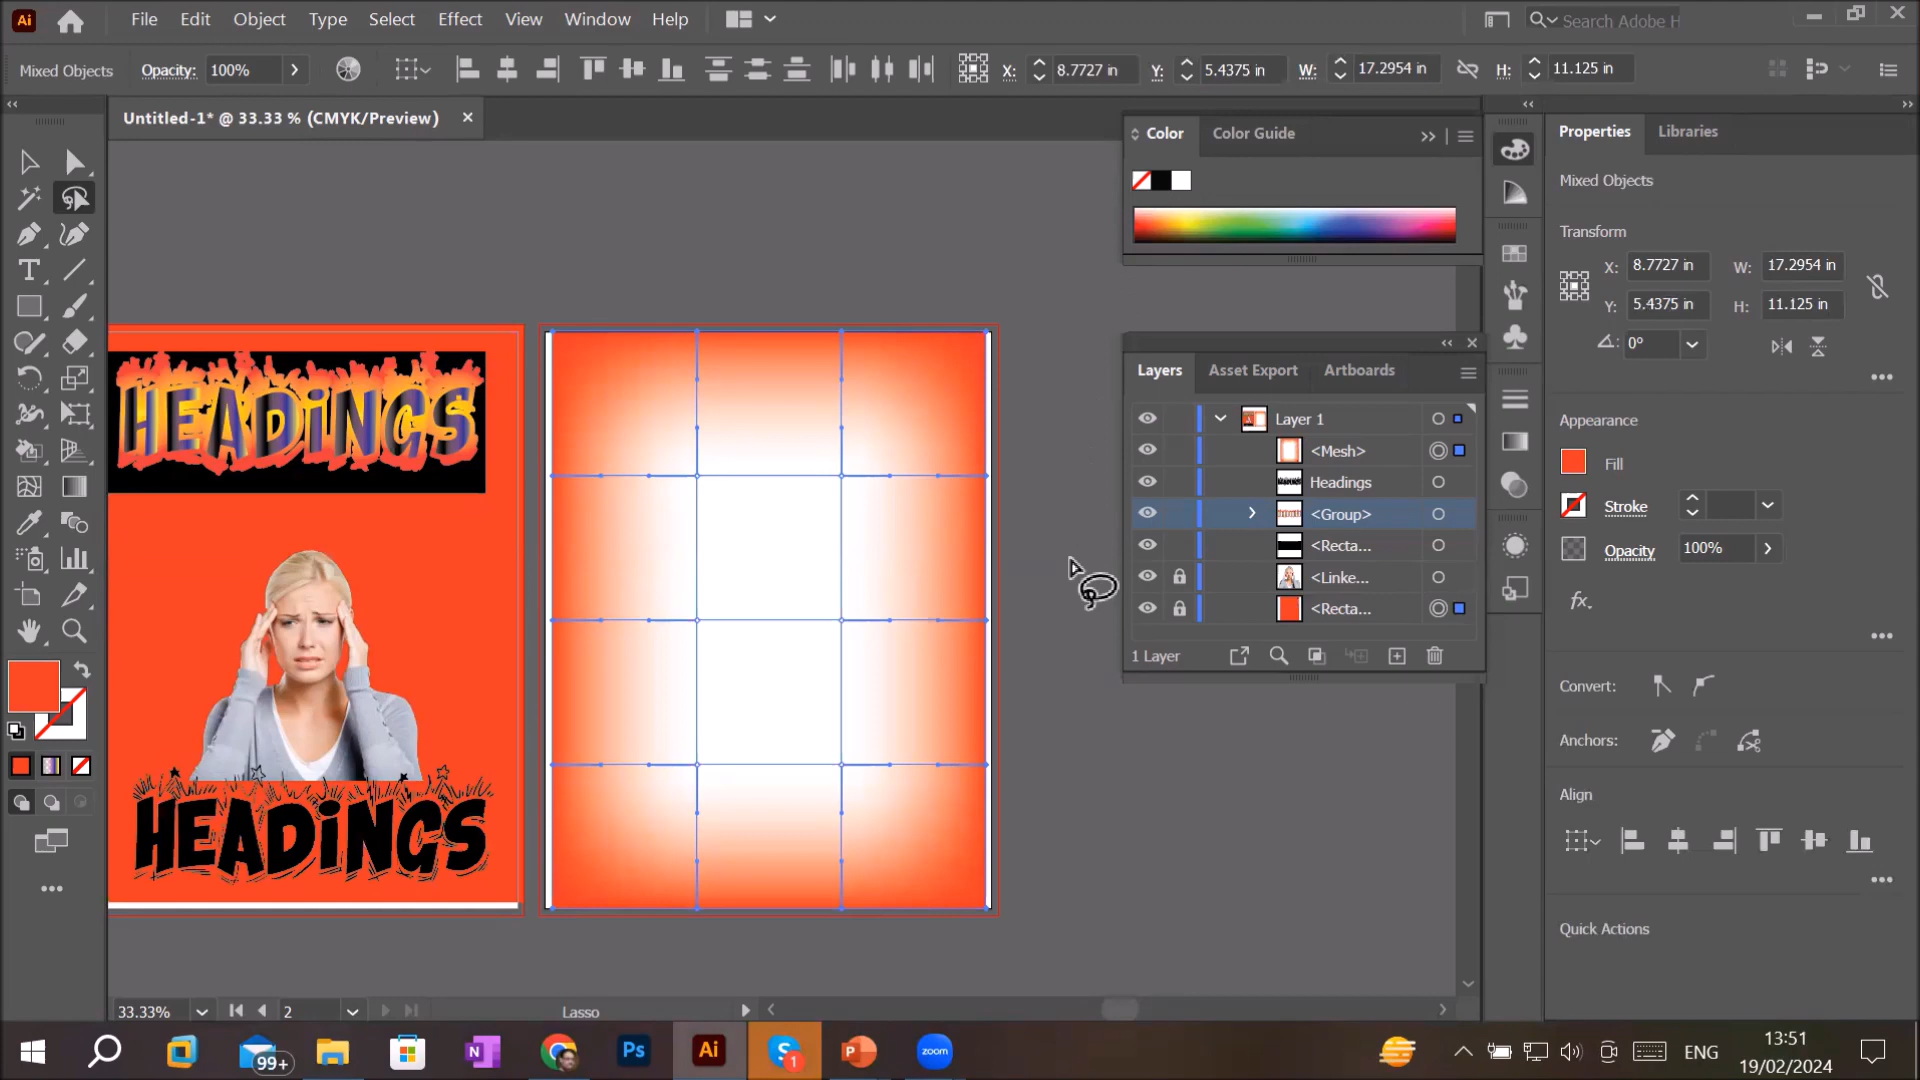 Ai File Edit Object Type Select Effect View Window Help Search Adobe H
Mixed Objects Opacity: 100% X: 8.7727 in Y: 5.4375 in W: 17.2954 in H: 11.125 in
Untitled-1* @ 33.33 % (CMYK/Preview)
Color Color Guide
Properties Libraries
Mixed Objects
Transform
X: 8.7727 in W: 17.2954 in
Y: 5.4375 in H: 11.125 in
0°
HEADiNGS
HEADiNGS
Layers Asset Export Artboards
Layer 1
<Mesh>
Headings
<Group>
<Recta...
<Linke...
<Recta...
1 Layer
Appearance
Fill
Stroke
Opacity 100%
fx.
Convert:
Anchors:
Align
Quick Actions
33.33% 2 Lasso
99+ N Ps Ai S 1 P zoom ENG 13:51
19/02/2024